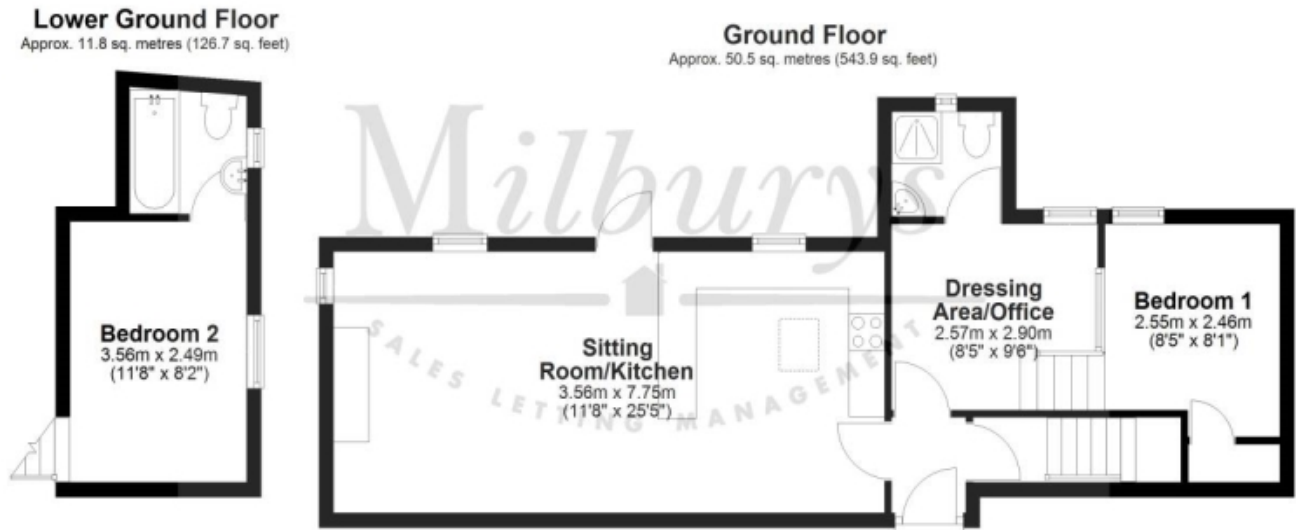 Lower Ground Floor
Approx. 11.8 sq. metres (126.7 sq. feet)
Bedroom 2
3.56m x 2.49m
(11'8" x 8'2")
Ground Floor
Approx. 50.5 sq. metres (543.9 sq. feet)
Milburys
SALES LETTING MANAGEMENT
Sitting
Room/Kitchen
3.56m x 7.75m
(11'8" x 25'5")
Dressing
Area/Office
2.57m x 2.90m
(8'5" x 9'6")
Bedroom 1
2.55m x 2.46m
(8'5" x 8'1")